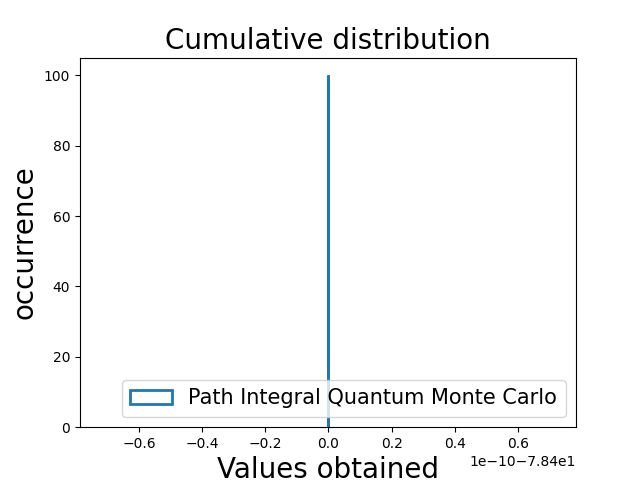 Cumulative distribution
occurrence
100
80
60
40
20
0
Path Integral Quantum Monte Carlo
−0.6 −0.4 −0.2 0.0 0.2 0.4 0.6
Values obtained
1e−10−7.84e1